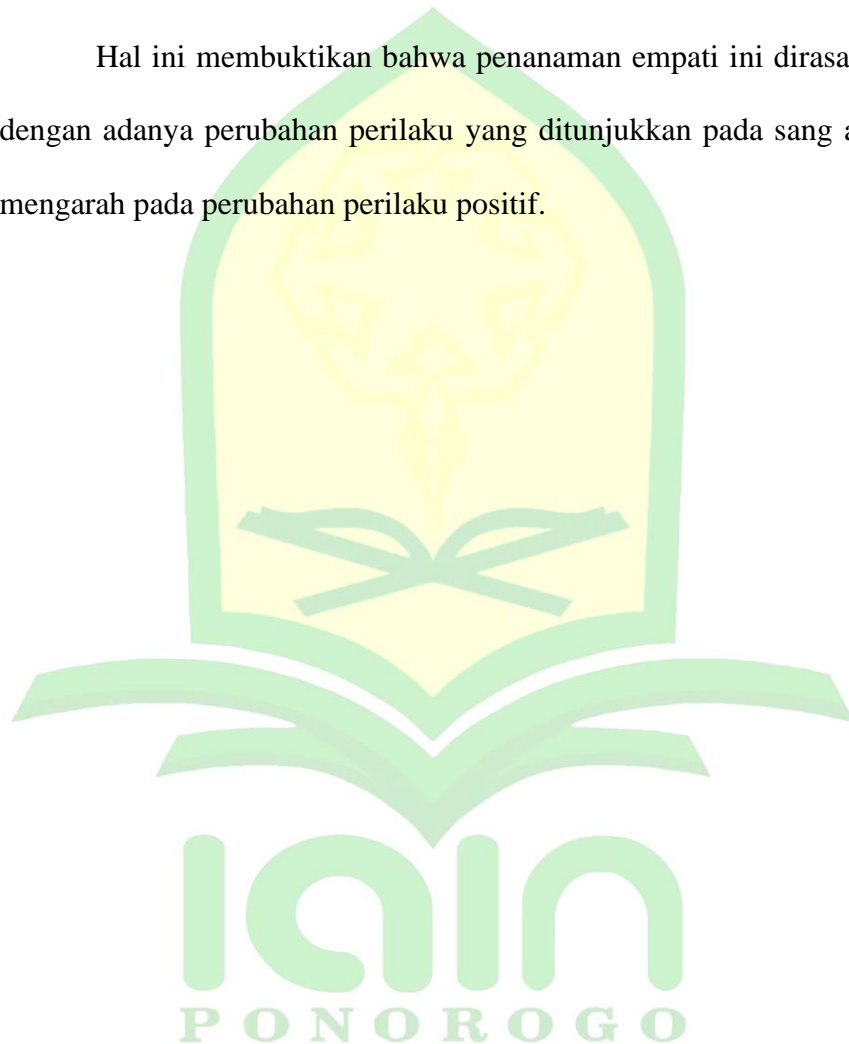 Hal ini membuktikan bahwa penanaman empati ini dirasa
dengan adanya perubahan perilaku yang ditunjukkan pada sang
mengarah pada perubahan perilaku positif.
iain
PONOROGO